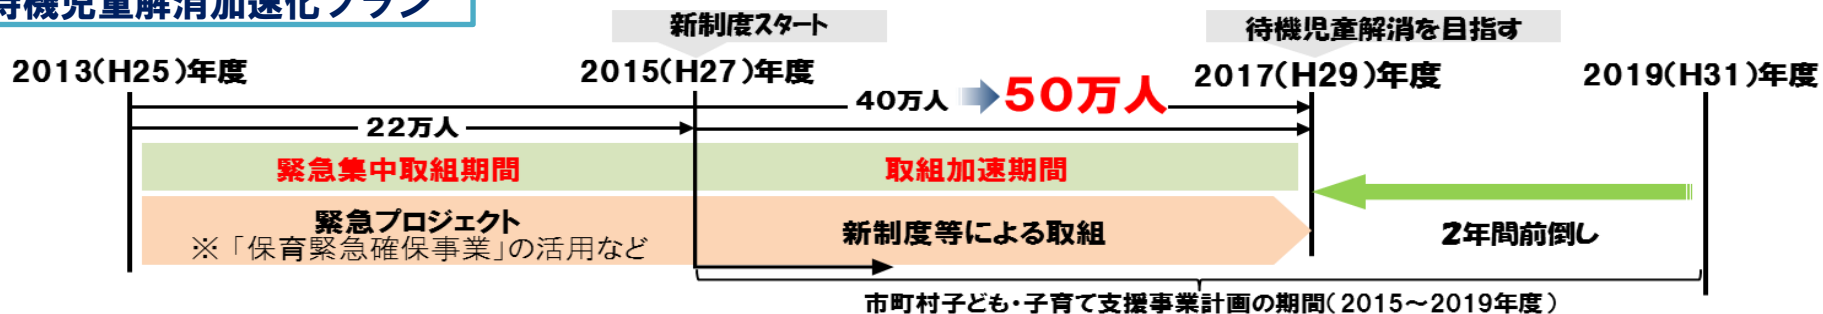 待機児童解消加速化プラン
新制度スタート
待機児童解消を目指す
2013(H25)年度
2015(H27)年度
2017(H29)年度
2019(H31)年度
40万人
50万人
22万人
緊急集中取組期間
取組加速期間
緊急プロジェクト
※「保育緊急確保事業」の活用など
新制度等による取組
2年間前倒し
市町村子ども・子育て支援事業計画の期間(2015～2019年度)